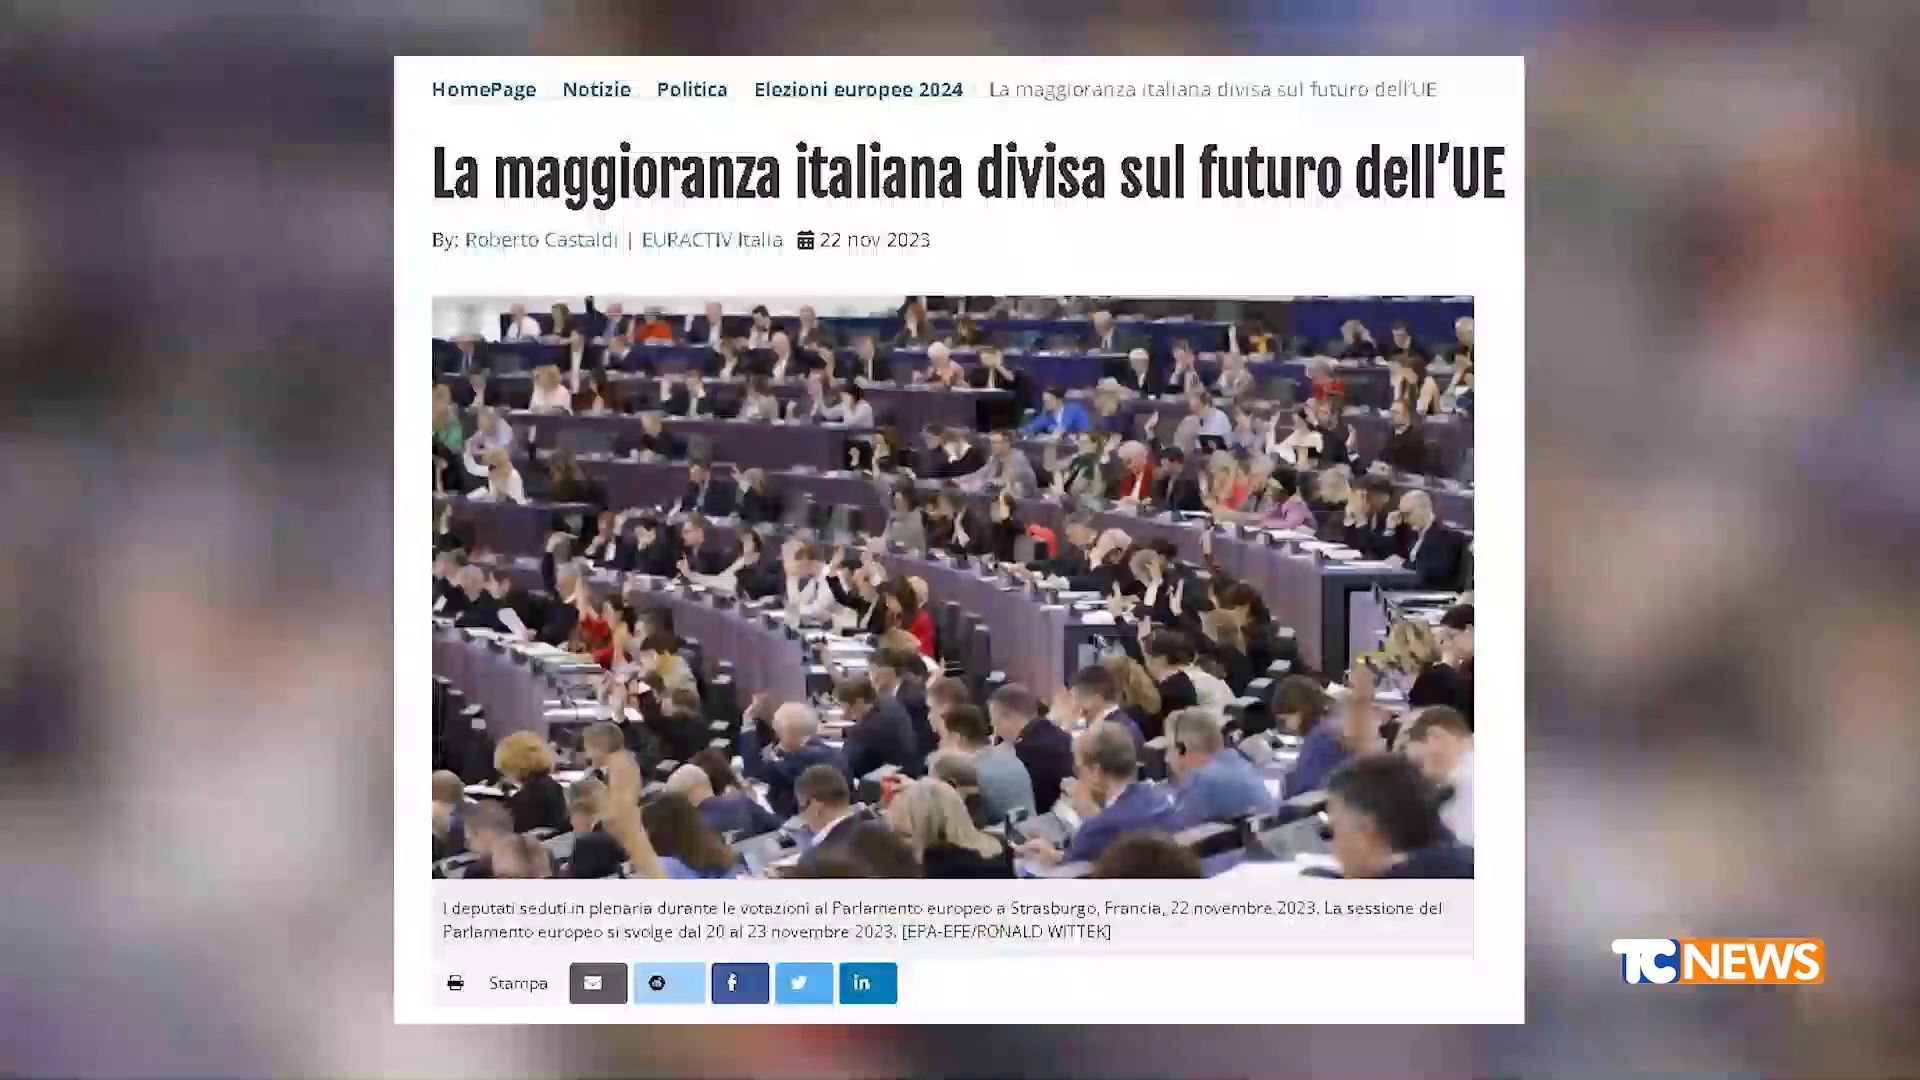 HomePage Notizie Politica Elezioni europee 2024 La maggioranza italiana divisa sul futuro dell'UE
La maggioranza italiana divisa sul futuro dell'UE
By: Roberto Castaldi | EURACTIV Italia 22 nov 2023
I deputati seduti in plenaria durante le votazioni al Parlamento europeo a Strasburgo, Francia, 22 novembre 2023. La sessione del
Parlamento europeo si svolge dal 20 al 23 novembre 2023. [EPA-EFE/RONALD WITTEK]
Stampa
TC NEWS